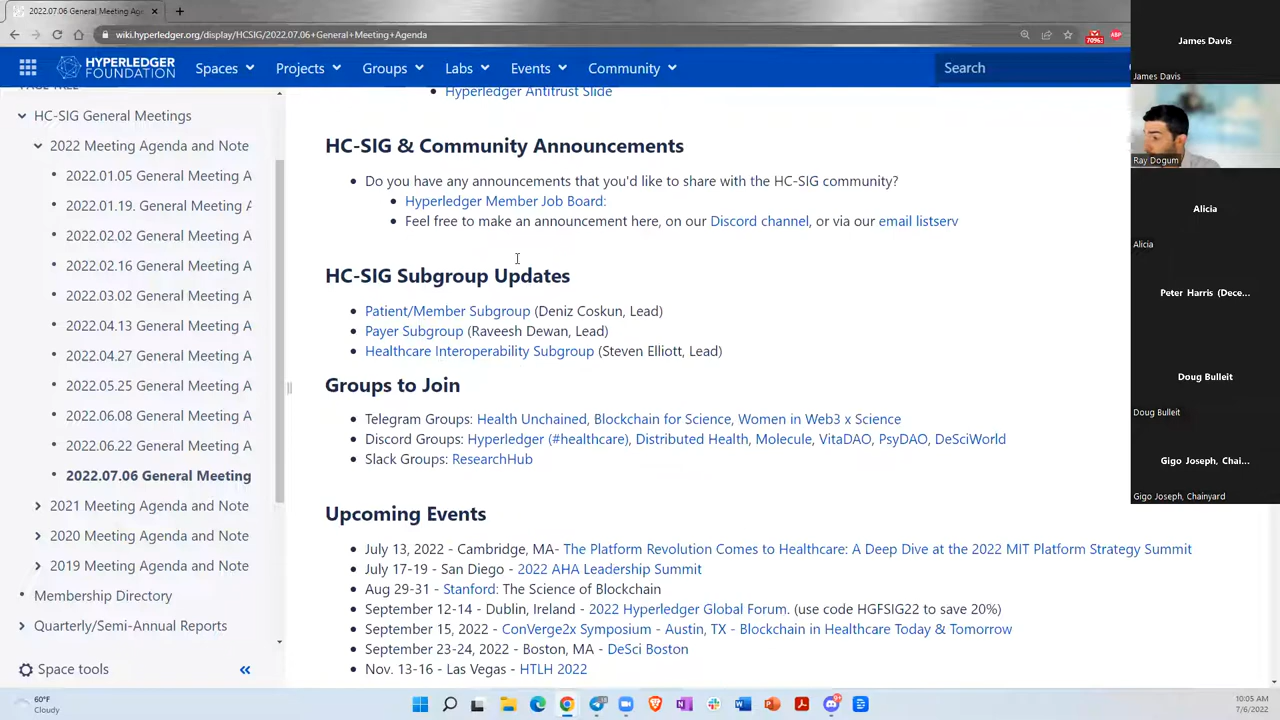 2022.07.06 General Meeting Age
wiki.hyperledger.org/display/HCSIG/2022.07.06+General+Meeting+Agenda
HYPERLEDGER
FOUNDATION
Spaces
Projects
Groups
Labs
Events
Community
Search
PAGE TREE
HC-SIG General Meetings
2022 Meeting Agenda and Note
2022.01.05 General Meeting A
2022.01.19. General Meeting A
2022.02.02 General Meeting A
2022.02.16 General Meeting A
2022.03.02 General Meeting A
2022.04.13 General Meeting A
2022.04.27 General Meeting A
2022.05.25 General Meeting A
2022.06.08 General Meeting A
2022.06.22 General Meeting A
2022.07.06 General Meeting
2021 Meeting Agenda and Note
2020 Meeting Agenda and Note
2019 Meeting Agenda and Note
Membership Directory
Quarterly/Semi-Annual Reports
Space tools
Hyperledger Antitrust Slide
HC-SIG & Community Announcements
Do you have any announcements that you'd like to share with the HC-SIG community?
Hyperledger Member Job Board:
Feel free to make an announcement here, on our Discord channel, or via our email listserv
HC-SIG Subgroup Updates
Patient/Member Subgroup (Deniz Coskun, Lead)
Payer Subgroup (Raveesh Dewan, Lead)
Healthcare Interoperability Subgroup (Steven Elliott, Lead)
Groups to Join
Telegram Groups: Health Unchained, Blockchain for Science, Women in Web3 x Science
Discord Groups: Hyperledger (#healthcare), Distributed Health, Molecule, VitaDAO, PsyDAO, DeSciWorld
Slack Groups: ResearchHub
Upcoming Events
July 13, 2022 - Cambridge, MA- The Platform Revolution Comes to Healthcare: A Deep Dive at the 2022 MIT Platform Strategy Summit
July 17-19 - San Diego - 2022 AHA Leadership Summit
Aug 29-31 - Stanford: The Science of Blockchain
September 12-14 - Dublin, Ireland - 2022 Hyperledger Global Forum. (use code HGFSIG22 to save 20%)
September 15, 2022 - ConVerge2x Symposium - Austin, TX - Blockchain in Healthcare Today & Tomorrow
September 23-24, 2022 - Boston, MA - DeSci Boston
Nov. 13-16 - Las Vegas - HTLH 2022
James Davis
James Davis
Ray Dogum
Alicia
Alicia
Peter Harris (Dece...
Doug Bulleit
Doug Bulleit
Gigo Joseph, Chai...
Gigo Joseph, Chainyard
60°F
Cloudy
10:05 AM
7/6/2022